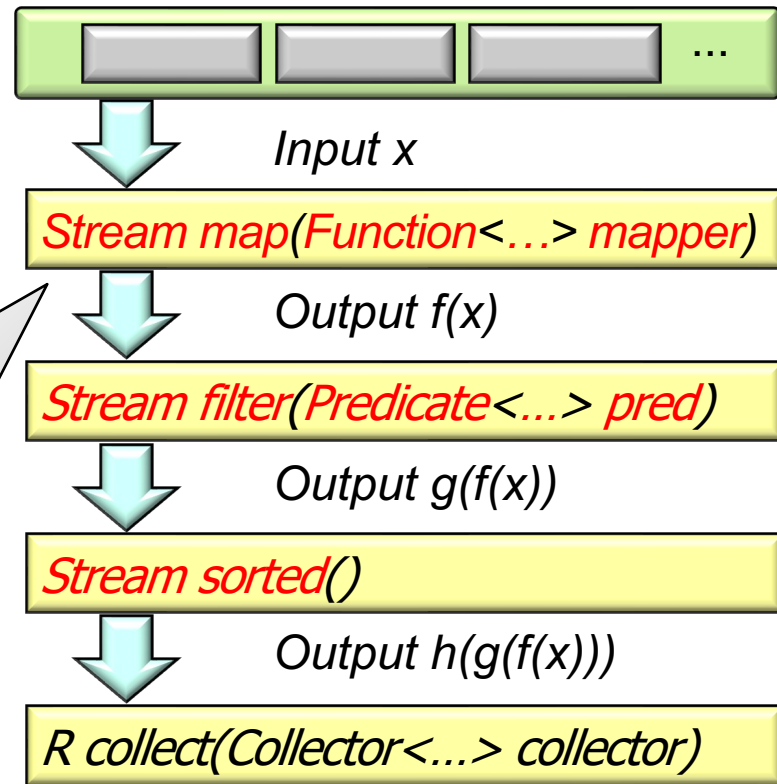 ...
Input x
Stream map(Function<…> mapper)
Output f(x)
Stream filter(Predicate<...> pred)
Output g(f(x))
Stream sorted()
Output h(g(f(x)))
R collect(Collector<...> collector)